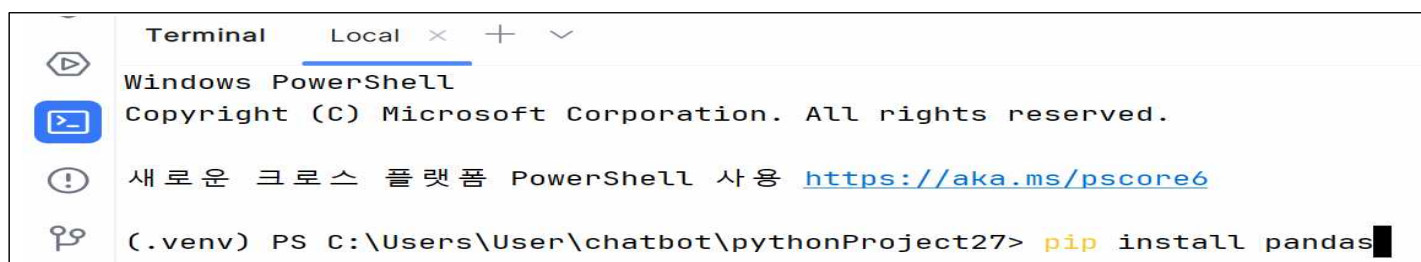 Terminal Local × + ∨
Windows PowerShell
Copyright (C) Microsoft Corporation. All rights reserved.
새로운 크로스 플랫폼 PowerShell 사용 https://aka.ms/pscore6
(.venv) PS C:\Users\User\chatbot\pythonProject27> pip install pandas